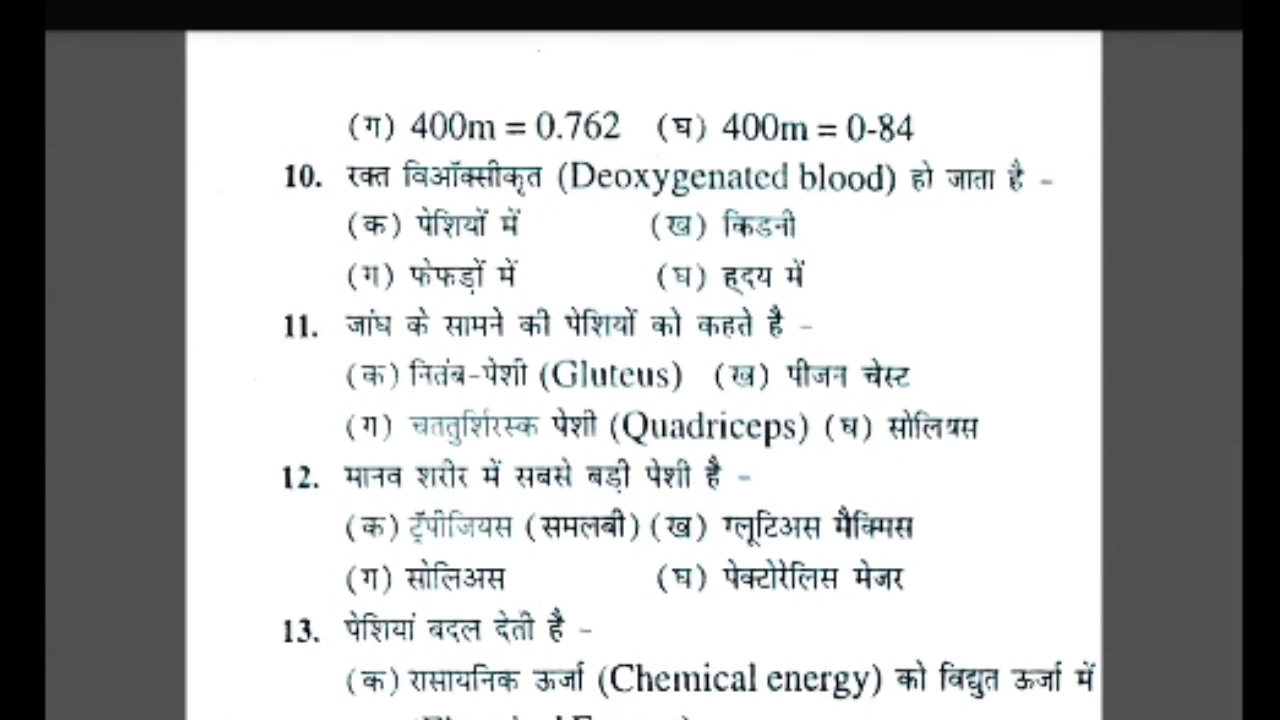 (ग) 400m = 0.762 (घ) 400m = 0-84
10. रक्त विऑक्सीकृत (Deoxygenated blood) हो जाता है -
(क) पेशियों में (ख) किडनी
(ग) फेफड़ों में (घ) हृदय में
11. जांघ के सामने की पेशियों को कहते है -
(क) नितंब-पेशी (Gluteus) (ख) पीजन चेस्ट
(ग) चततुर्शिरस्क पेशी (Quadriceps) (घ) सोलियस
12. मानव शरीर में सबसे बड़ी पेशी है -
(क) ट्रॅपीजियस (समलबी) (ख) ग्लूटिअस मैक्मिस
(ग) सोलिअस (घ) पेक्टोरेलिस मेजर
13. पेशियां बदल देती है -
(क) रासायनिक ऊर्जा (Chemical energy) को विद्युत ऊर्जा में